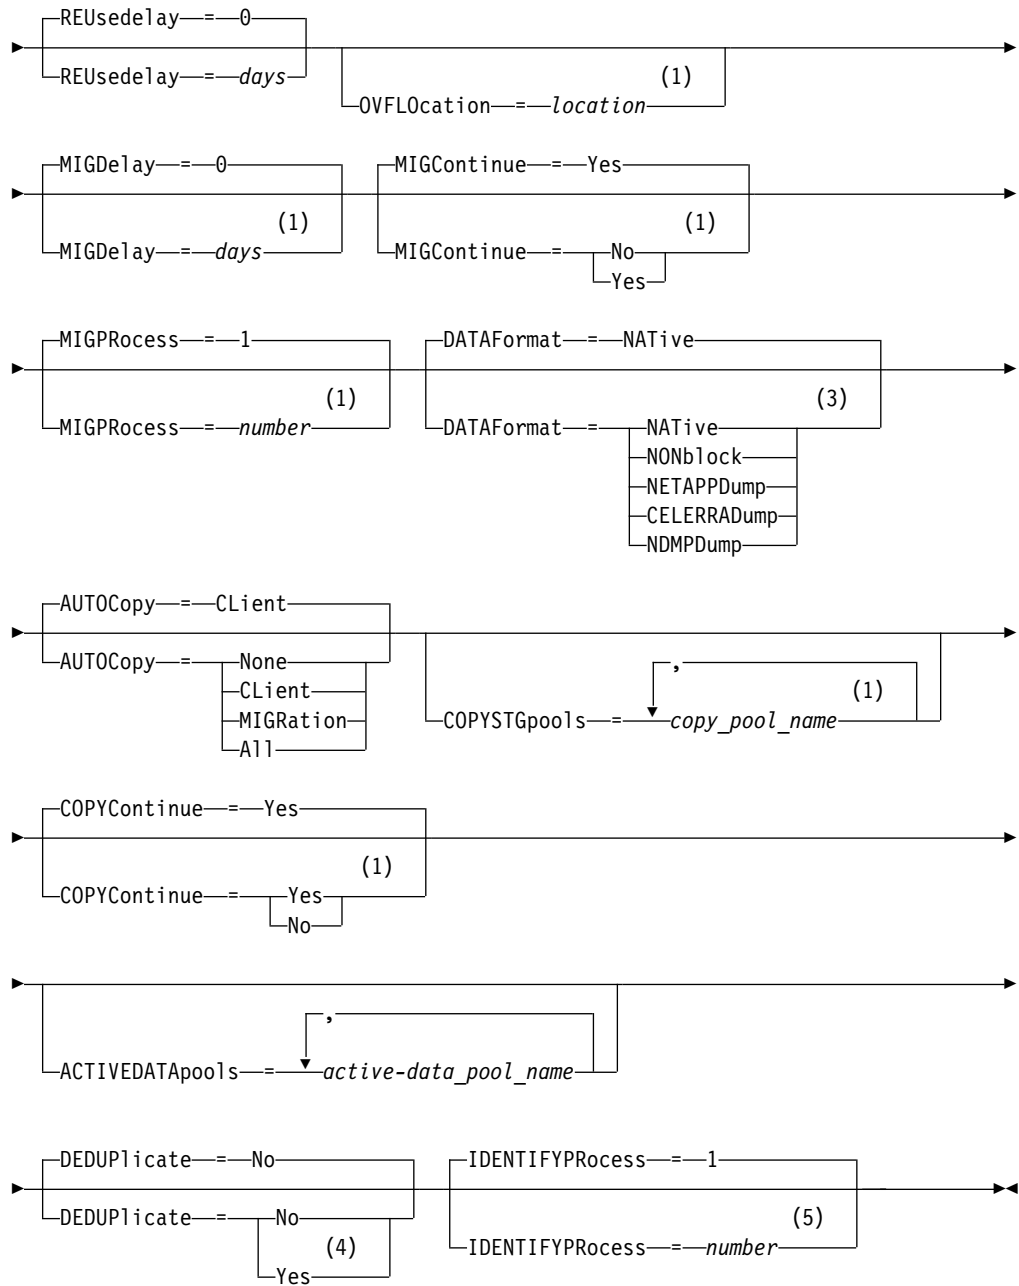 REUsedelay = 0
REUsedelay = days
(1)
OVFLOcation = location
MIGDelay = 0
(1)
MIGDelay = days
MIGContinue = Yes
(1)
MIGContinue = No
Yes
MIGPRocess = 1
(1)
MIGPRocess = number
DATAFormat = NATive
(3)
DATAFormat = NATive
NONblock
NETAPPDump
CELERRADump
NDMPDump
AUTOCopy = CLient
AUTOCopy = None
CLient
MIGRation
All
,
(1)
COPYSTGpools = copy_pool_name
COPYContinue = Yes
(1)
COPYContinue = Yes
No
,
ACTIVEDATApools = active-data_pool_name
DEDUPlicate = No
DEDUPlicate = No
(4)
Yes
IDENTIFYPRocess = 1
(5)
IDENTIFYPRocess = number